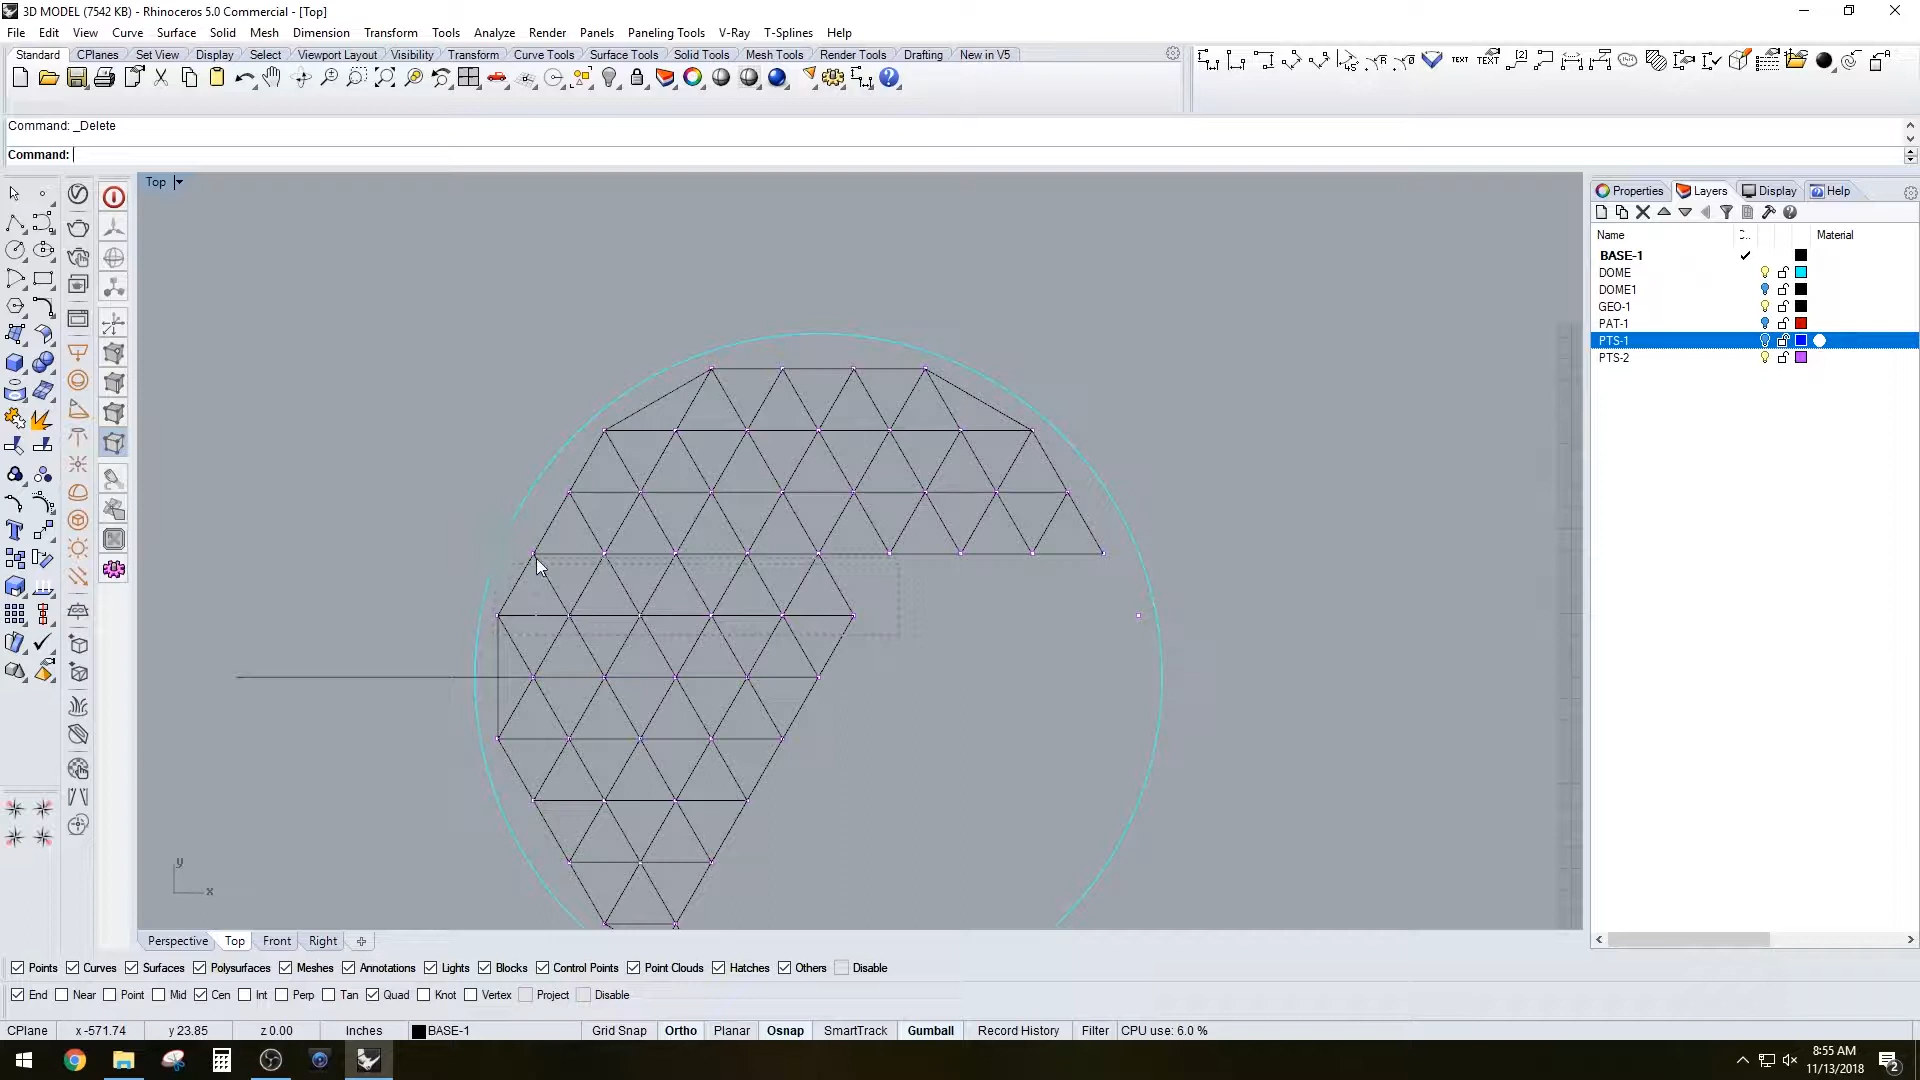 3D MODEL (7542 KB) - Rhinoceros 5.0 Commercial - [Top]
File Edit View Curve Surface Solid Mesh Dimension Transform Tools Analyze Render Panels Paneling Tools V-Ray T-Splines Help
Standard CPlanes Set View Display Select Viewport Layout Visibility Transform Curve Tools Surface Tools Solid Tools Mesh Tools Render Tools Drafting New in V5
TEXT TEXT
Command: _Delete
Command:
Top
Properties Layers Display Help
Name C.. Material
BASE-1
DOME
DOME1
GEO-1
PAT-1
PTS-1
PTS-2
y
x
Perspective Top Front Right
Points Curves Surfaces Polysurfaces Meshes Annotations Lights Blocks Control Points Point Clouds Hatches Others Disable
End Near Point Mid Cen Int Perp Tan Quad Knot Vertex Project Disable
CPlane x -571.74 y 23.85 z 0.00 Inches BASE-1 Grid Snap Ortho Planar Osnap SmartTrack Gumball Record History Filter CPU use: 6.0 %
8:55 AM
11/13/2018
2